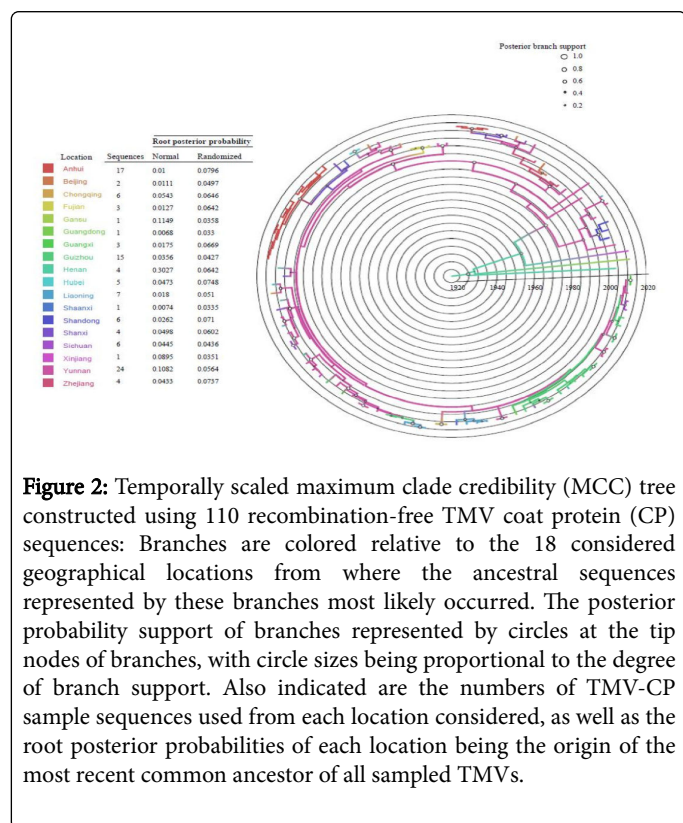 Posterior branch support
1.0
0.8
0.6
0.4
0.2
Root posterior probability
Location Sequences Normal Randomized
Anhui 17 0.01 0.0796
Beijing 2 0.0111 0.0497
Chongqing 6 0.0543 0.0646
Fujian 3 0.0127 0.0642
Gansu 1 0.1149 0.0358
Guangdong 1 0.0068 0.033
Guangxi 3 0.0175 0.0669
Guizhou 15 0.0356 0.0427
Henan 4 0.3027 0.0642
Hubei 5 0.0473 0.0748
Liaoning 7 0.018 0.051
Shaanxi 1 0.0074 0.0335
Shandong 6 0.0262 0.071
Shanxi 4 0.0498 0.0602
Sichuan 6 0.0445 0.0436
Xinjiang 1 0.0895 0.0351
Yunnan 24 0.1082 0.0564
Zhejiang 4 0.0433 0.0737
1920 1940 1960 1980 2000 2020
Figure 2: Temporally scaled maximum clade credibility (MCC) tree
constructed using 110 recombination-free TMV coat protein (CP)
sequences: Branches are colored relative to the 18 considered
geographical locations from where the ancestral sequences
represented by these branches most likely occurred. The posterior
probability support of branches represented by circles at the tip
nodes of branches, with circle sizes being proportional to the degree
of branch support. Also indicated are the numbers of TMV-CP
sample sequences used from each location considered, as well as the
root posterior probabilities of each location being the origin of the
most recent common ancestor of all sampled TMVs.